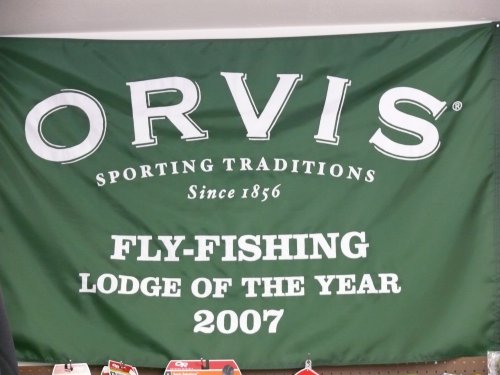 ORVIS®
SPORTING TRADITIONS
Since 1856
FLY-FISHING
LODGE OF THE YEAR
2007